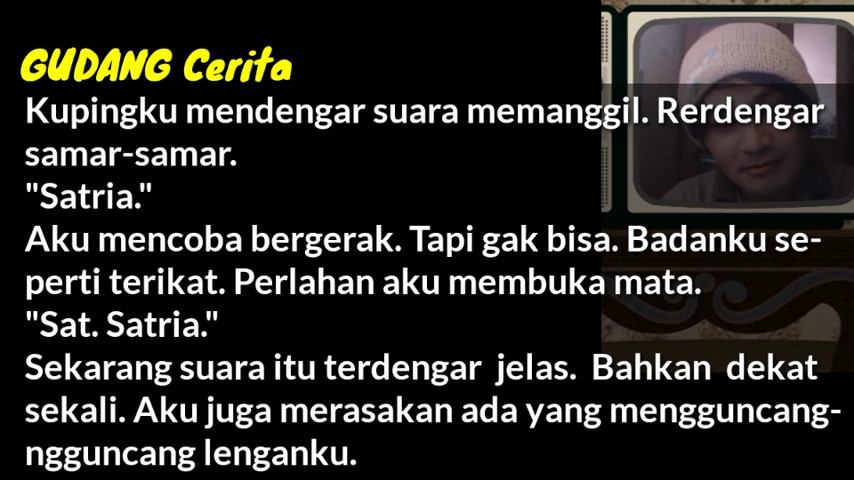 GUDANG Cerita
Kupingku mendengar suara memanggil. Rerdengar
samar-samar.
"Satria."
Aku mencoba bergerak. Tapi gak bisa. Badanku se-
perti terikat. Perlahan aku membuka mata.
"Sat. Satria."
Sekarang suara itu terdengar jelas. Bahkan dekat
sekali. Aku juga merasakan ada yang mengguncang-
ngguncang lenganku.